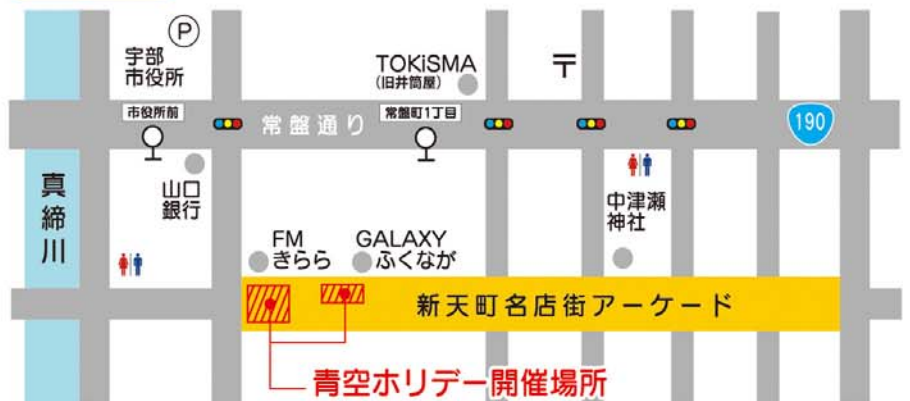 P
宇部
市役所
TOKiSMA
(旧井筒屋)
〒
市役所前
常盤通り
常盤町1丁目
190
真締川
山口
銀行
中津瀬
神社
FM
きらら
GALAXY
ふくなが
新天町名店街アーケード
青空ホリデー開催場所